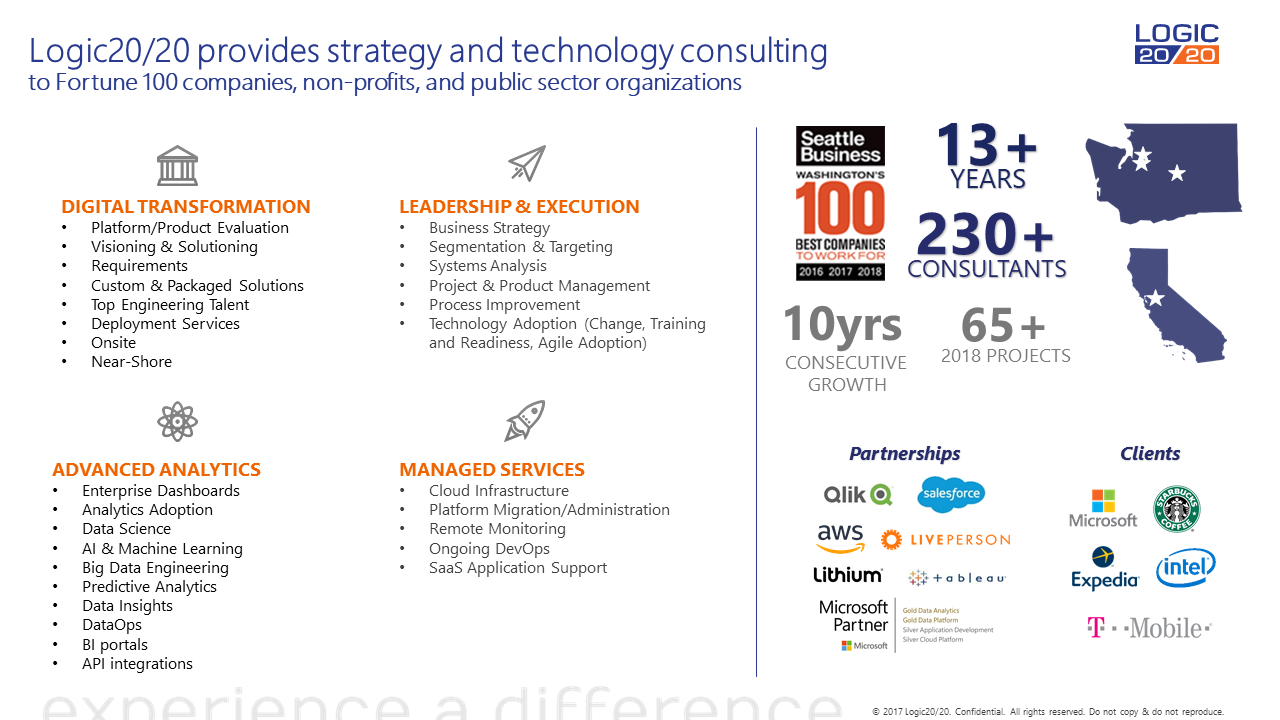 Logic20/20 provides strategy and technology consulting
to Fortune 100 companies, non-profits, and public sector organizations
LOGIC
20/20
DIGITAL TRANSFORMATION
• Platform/Product Evaluation
• Visioning & Solutioning
• Requirements
• Custom & Packaged Solutions
• Top Engineering Talent
• Deployment Services
• Onsite
• Near-Shore
LEADERSHIP & EXECUTION
• Business Strategy
• Segmentation & Targeting
• Systems Analysis
• Project & Product Management
• Process Improvement
• Technology Adoption (Change, Training
and Readiness, Agile Adoption)
ADVANCED ANALYTICS
• Enterprise Dashboards
• Analytics Adoption
• Data Science
• AI & Machine Learning
• Big Data Engineering
• Predictive Analytics
• Data Insights
• DataOps
• BI portals
• API integrations
MANAGED SERVICES
• Cloud Infrastructure
• Platform Migration/Administration
• Remote Monitoring
• Ongoing DevOps
• SaaS Application Support
Seattle
Business
WASHINGTON'S
100
BEST COMPANIES
TO WORK FOR
2016 2017 2018
13+
YEARS
230+
CONSULTANTS
10yrs
CONSECUTIVE
GROWTH
65+
2018 PROJECTS
Partnerships
Qlik
salesforce
aws
LIVEPERSON
Lithium
+ a b l e a u
Microsoft
Partner
Microsoft
Gold Data Analytics
Gold Data Platform
Silver Application Development
Silver Cloud Platform
Clients
Microsoft
STARBUCKS
COFFEE
Expedia
intel
T · · Mobile ·
experience a difference
© 2017 Logic20/20. Confidential. All rights reserved. Do not copy & do not reproduce.